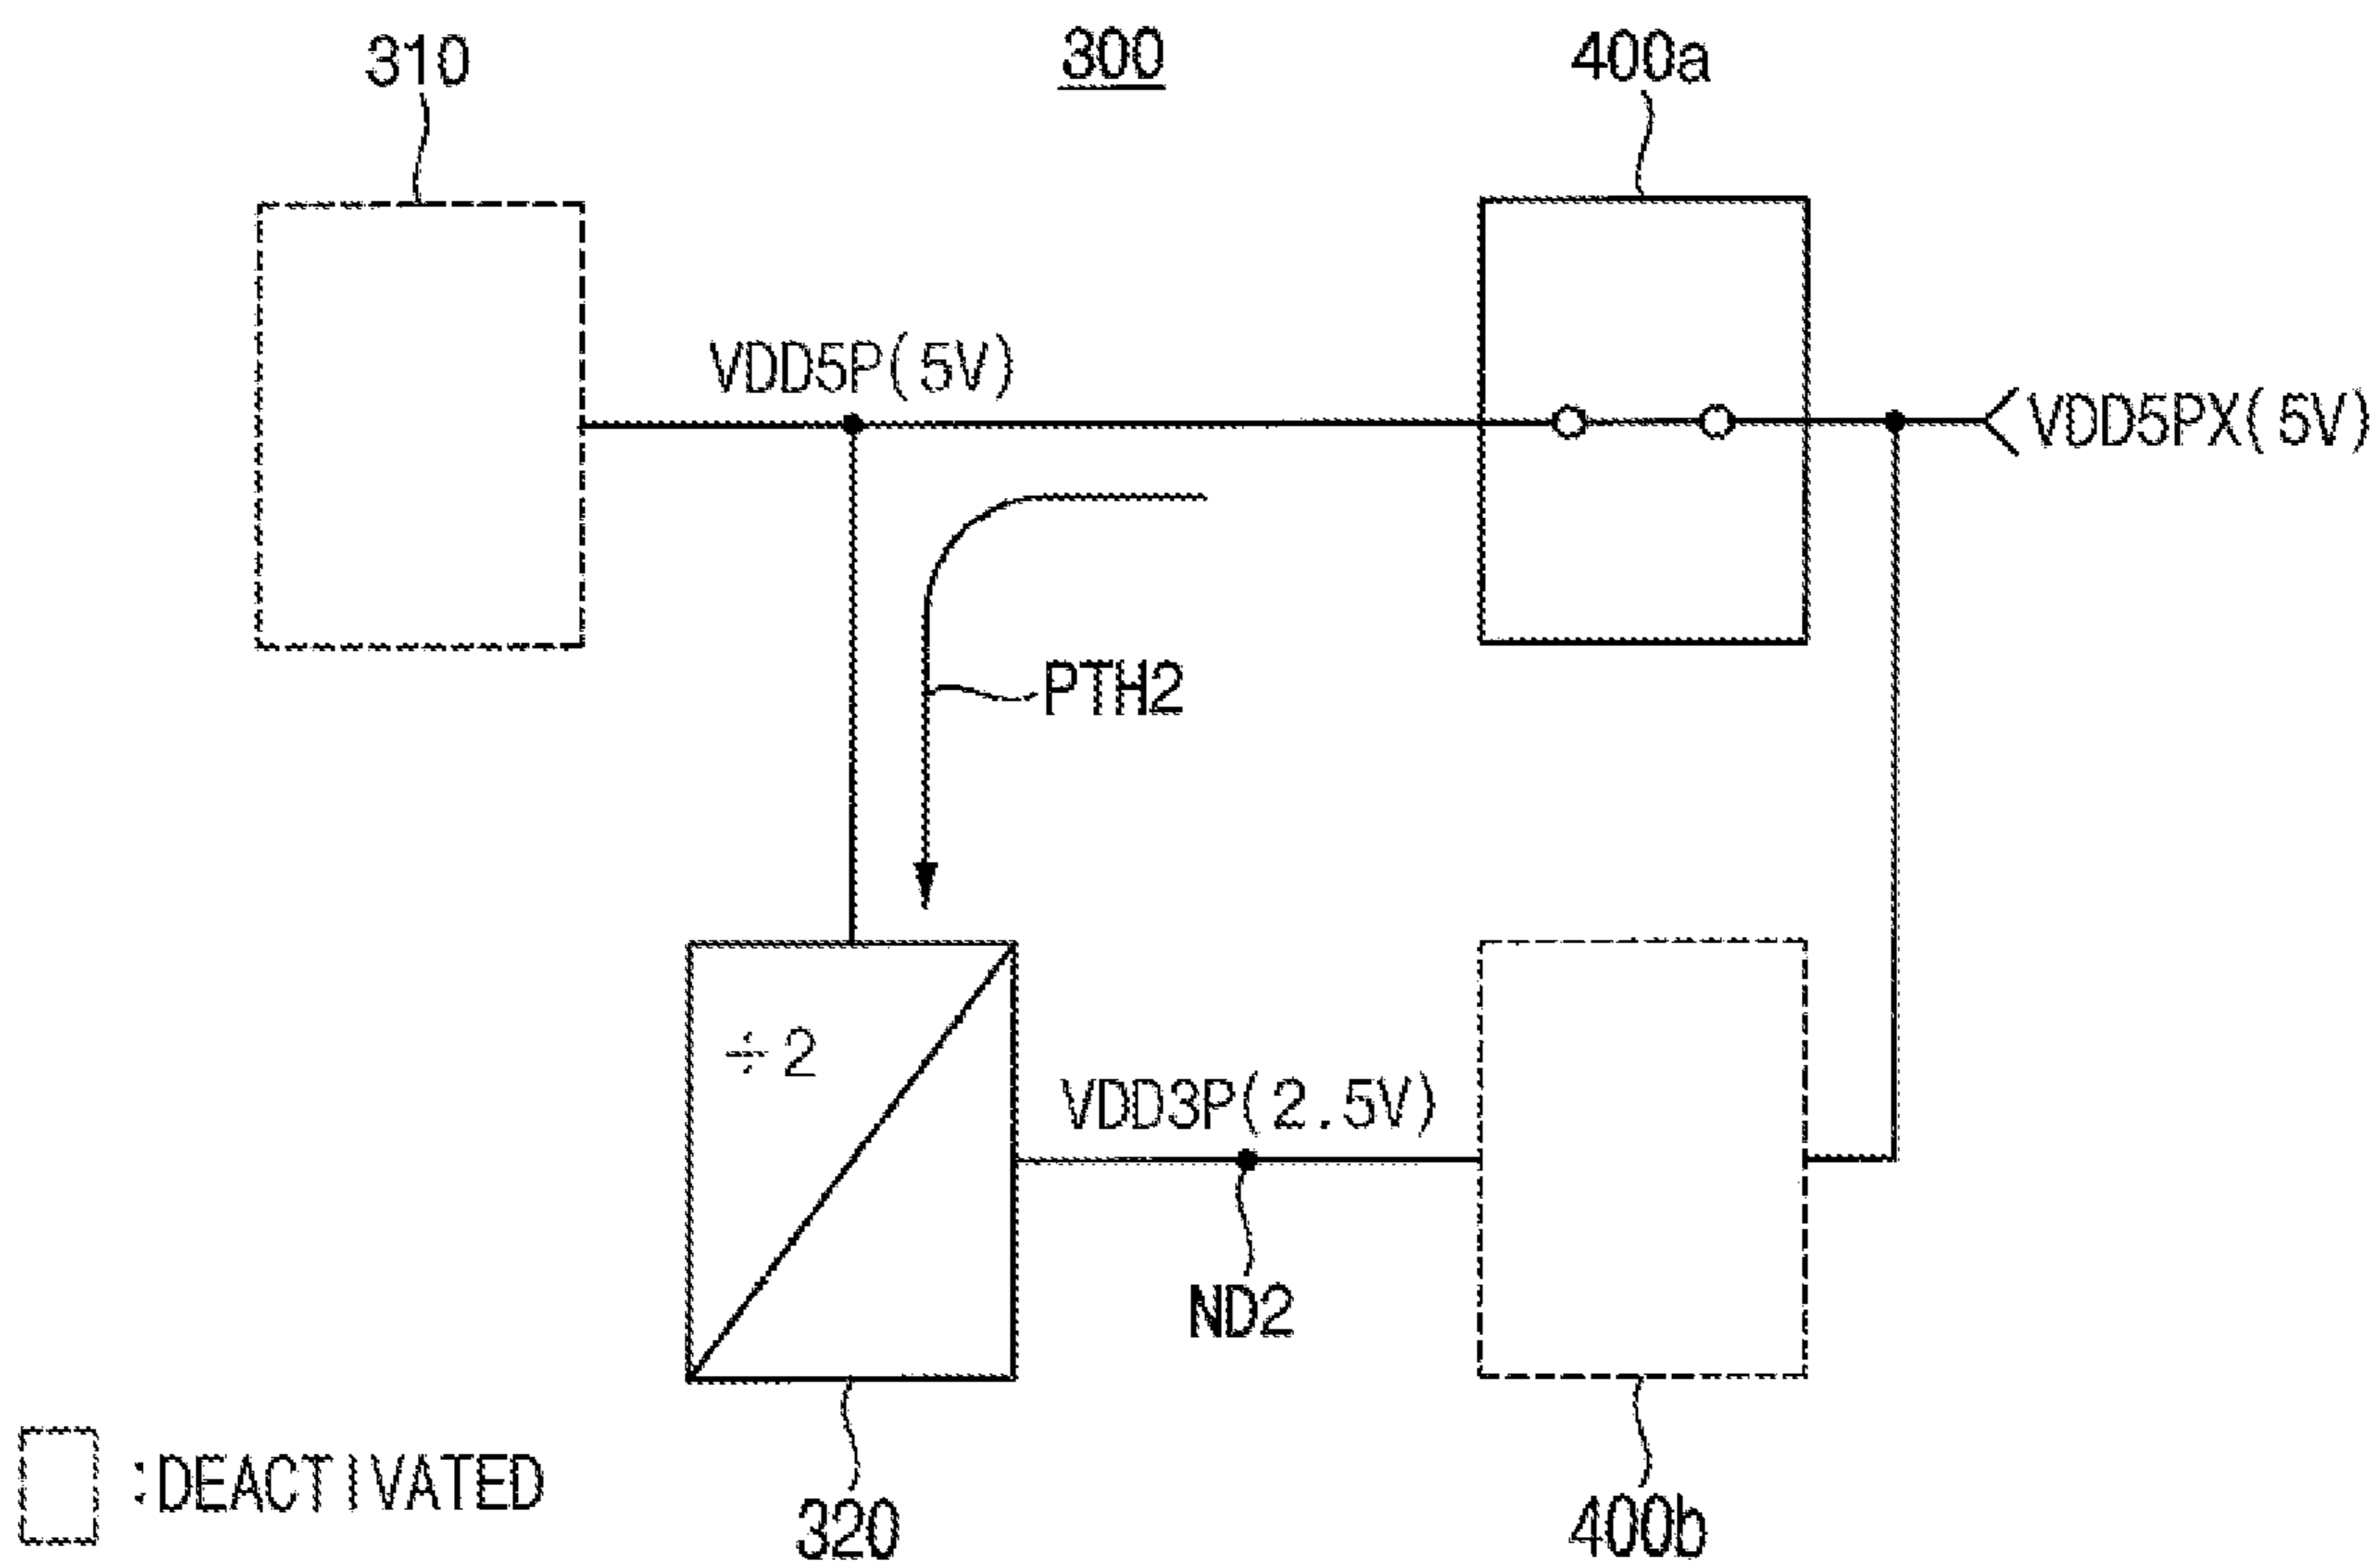 300
310
400a
VDD5P(5V)
VDD5PX(5V)
PTH2
÷2
VDD3P(2.5V)
ND2
:DEACTIVATED
320
400b